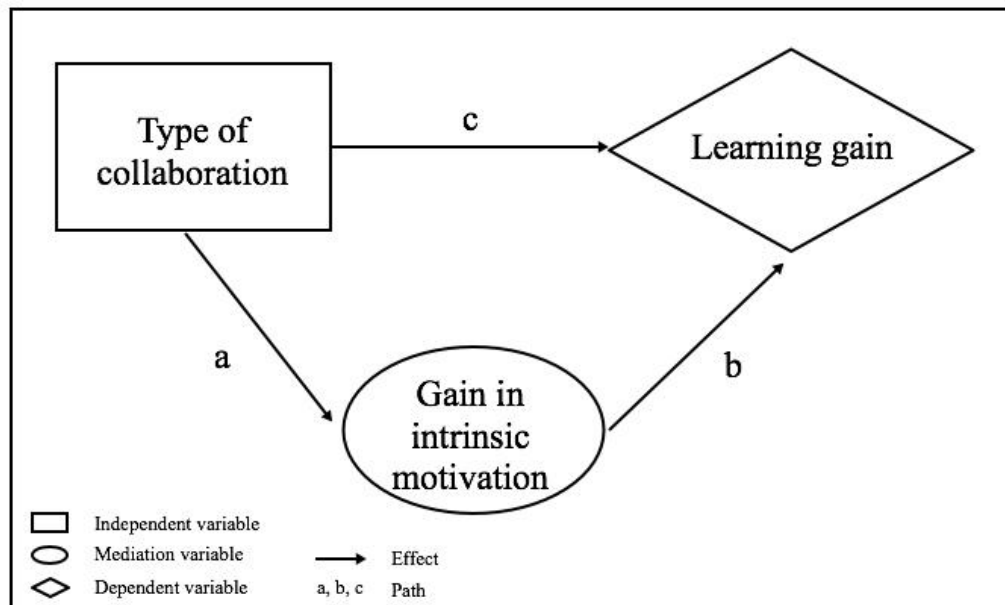 Type of
collaboration
c
Learning gain
a
b
Gain in
intrinsic
motivation
Independent variable
Mediation variable
Effect
Dependent variable
a, b, c
Path